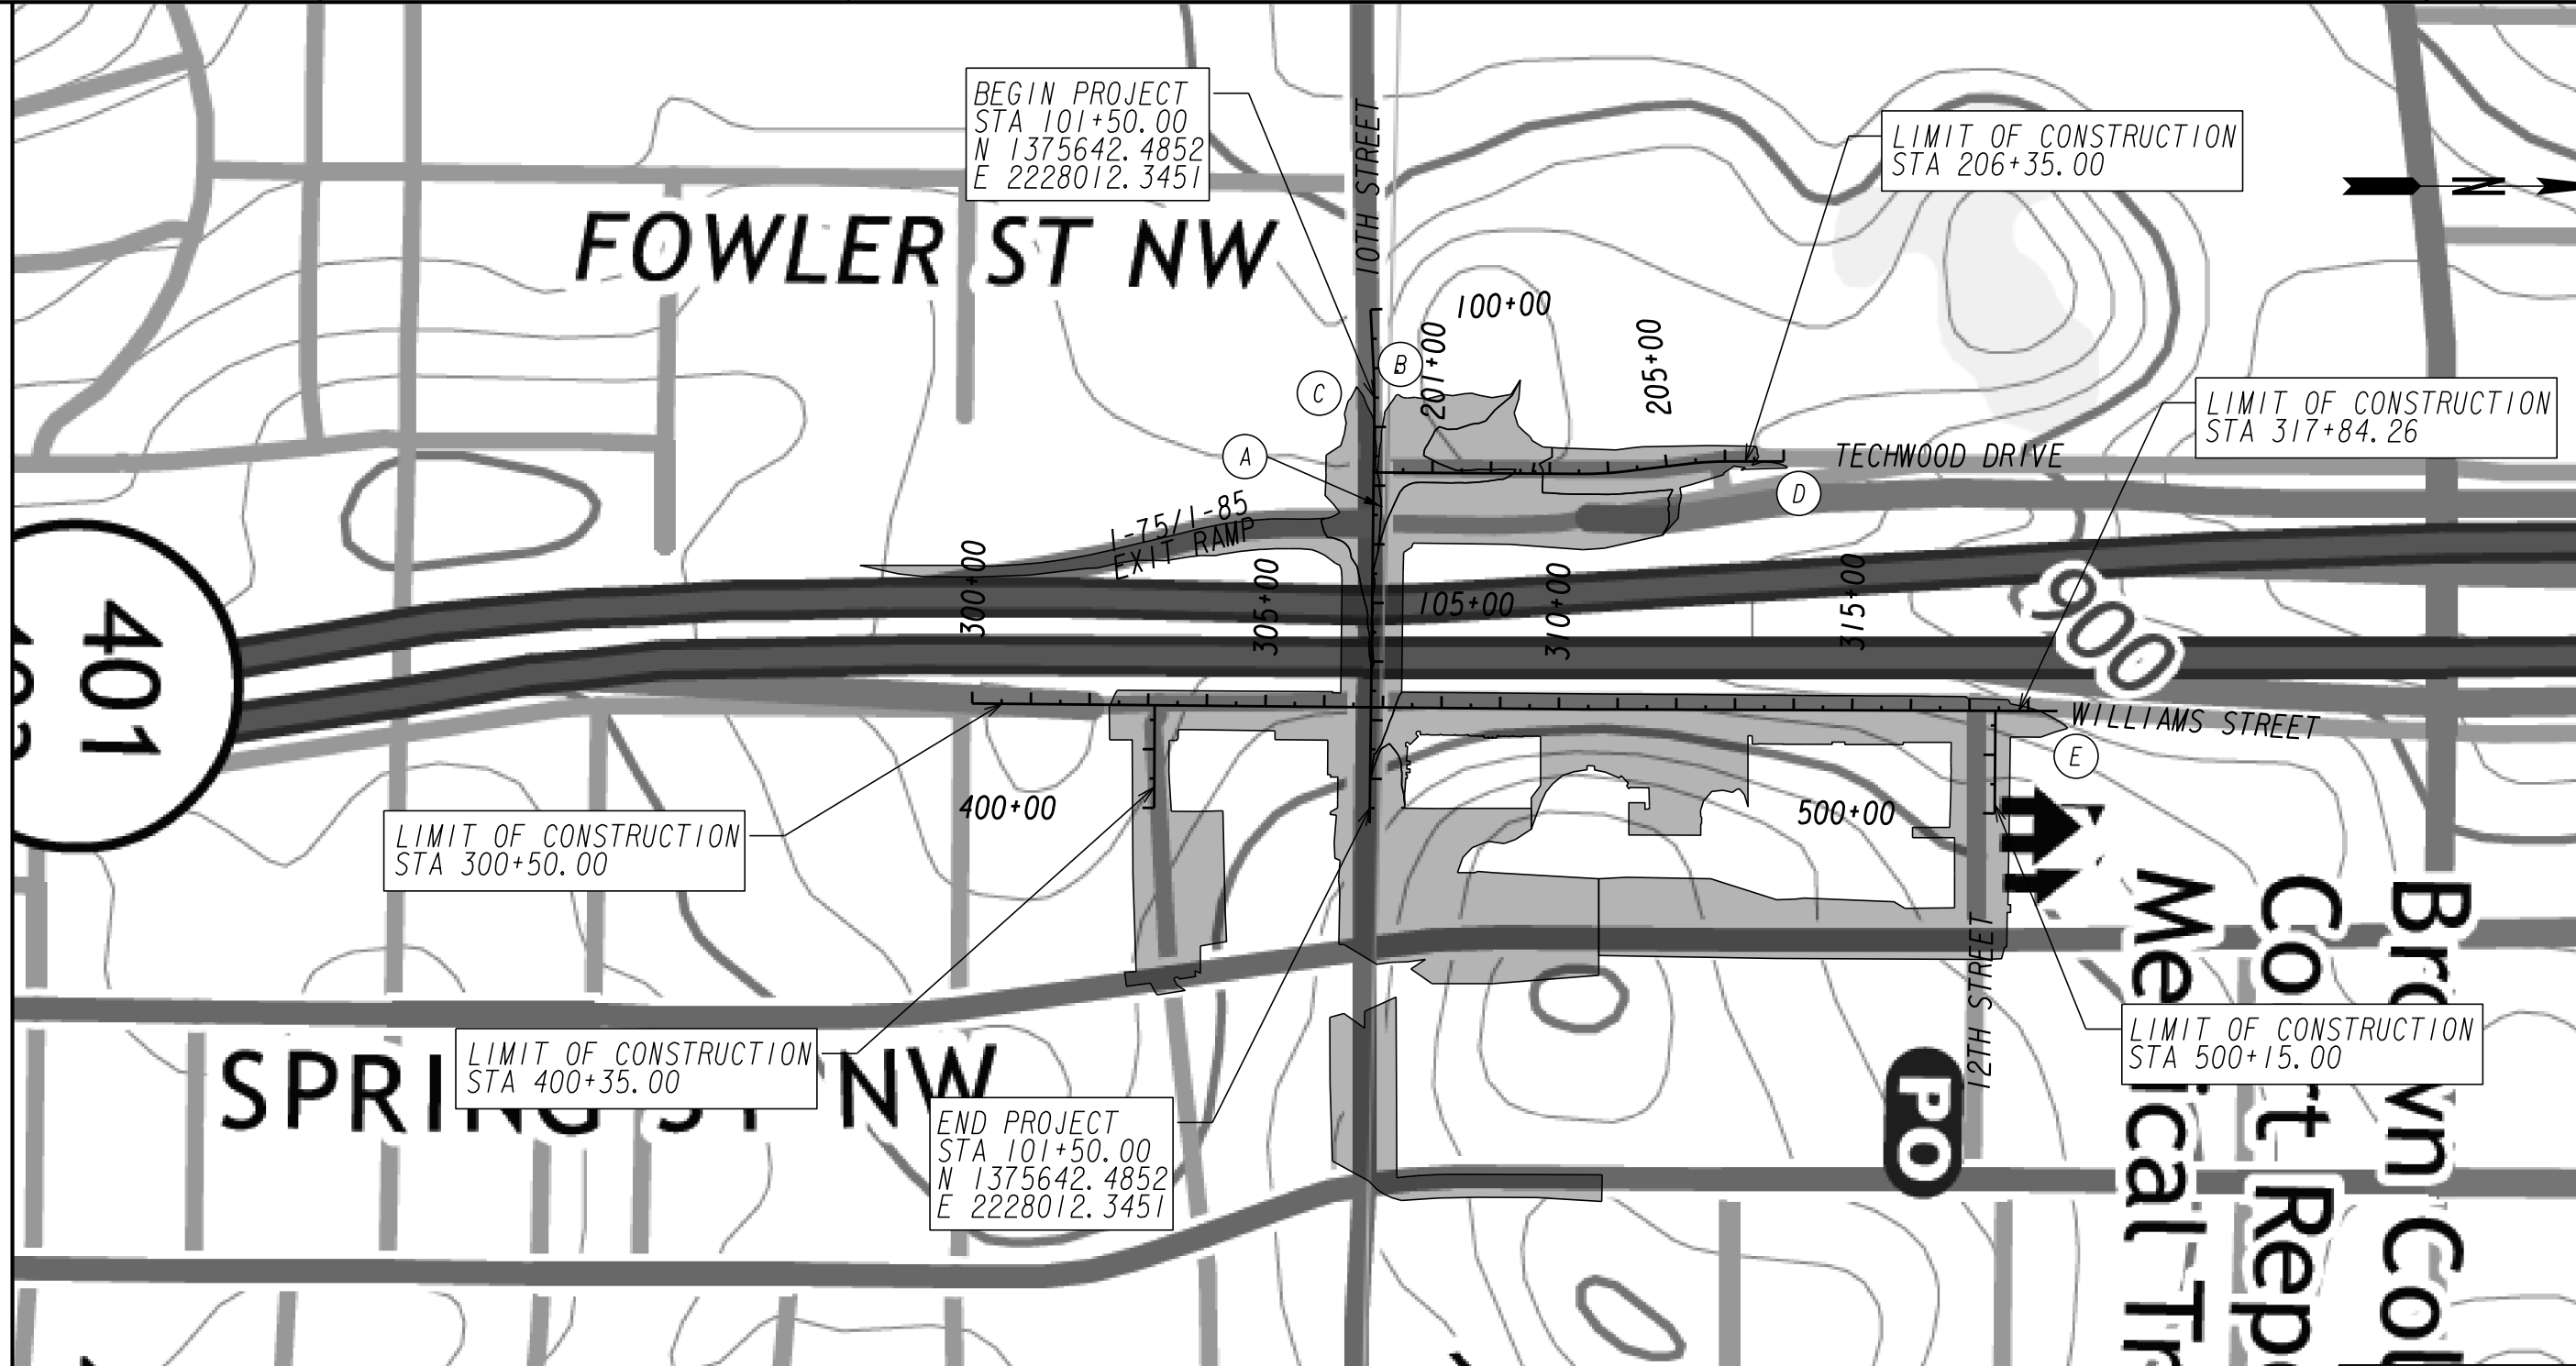 BEGIN PROJECT
STA 101+50.00
N 1375642.4852
E 2228012.3451
10TH STREET
LIMIT OF CONSTRUCTION
STA 206+35.00
N
FOWLER ST NW
100+00
201+00
205+00
B
C
A
LIMIT OF CONSTRUCTION
STA 317+84.26
TECHWOOD DRIVE
D
I-75/I-85
EXIT RAMP
300+00
305+00
105+00
310+00
315+00
900
401
WILLIAMS STREET
E
400+00
500+00
LIMIT OF CONSTRUCTION
STA 300+50.00
LIMIT OF CONSTRUCTION
STA 400+35.00
SPRING ST NW
END PROJECT
STA 101+50.00
N 1375642.4852
E 2228012.3451
12TH STREET
PO
LIMIT OF CONSTRUCTION
STA 500+15.00